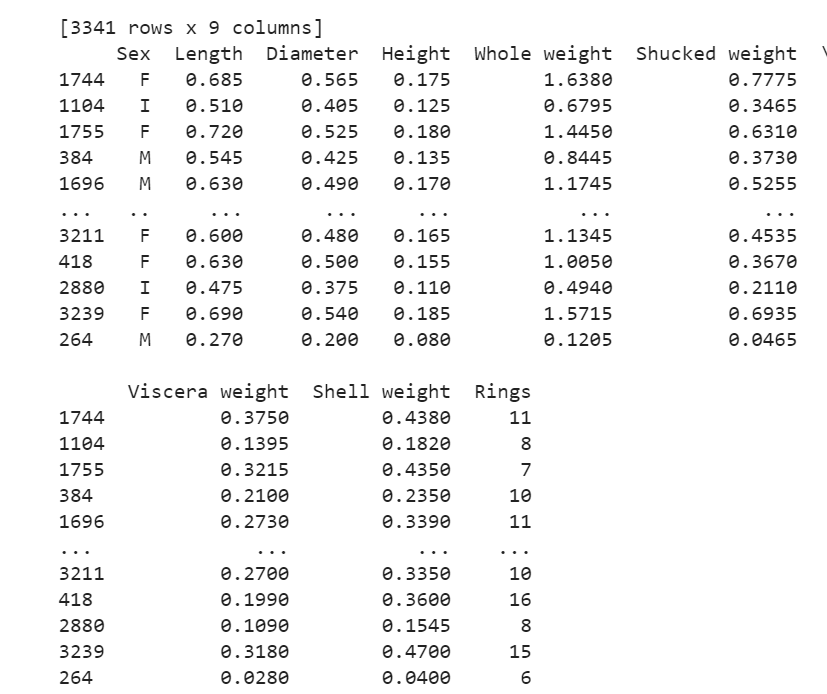 [3341 rows x 9 columns]
Sex Length Diameter Height Whole weight Shucked weight \
1744 F 0.685 0.565 0.175 1.6380 0.7775
1104 I 0.510 0.405 0.125 0.6795 0.3465
1755 F 0.720 0.525 0.180 1.4450 0.6310
384 M 0.545 0.425 0.135 0.8445 0.3730
1696 M 0.630 0.490 0.170 1.1745 0.5255
... .. ... ... ... ... ...
3211 F 0.600 0.480 0.165 1.1345 0.4535
418 F 0.630 0.500 0.155 1.0050 0.3670
2880 I 0.475 0.375 0.110 0.4940 0.2110
3239 F 0.690 0.540 0.185 1.5715 0.6935
264 M 0.270 0.200 0.080 0.1205 0.0465
Viscera weight Shell weight Rings
1744 0.3750 0.4380 11
1104 0.1395 0.1820 8
1755 0.3215 0.4350 7
384 0.2100 0.2350 10
1696 0.2730 0.3390 11
... ... ... ...
3211 0.2700 0.3350 10
418 0.1990 0.3600 16
2880 0.1090 0.1545 8
3239 0.3180 0.4700 15
264 0.0280 0.0400 6